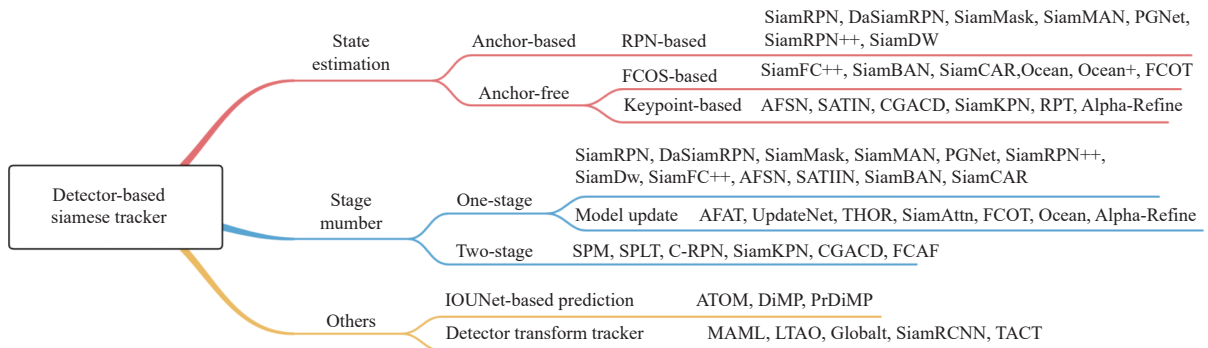 Detector-based
siamese tracker
State
estimation
Anchor-based
RPN-based
SiamRPN, DaSiamRPN, SiamMask, SiamMAN, PGNet,
SiamRPN++, SiamDW
Anchor-free
FCOS-based
SiamFC++, SiamBAN, SiamCAR,Ocean, Ocean+, FCOT
Keypoint-based
AFSN, SATIN, CGACD, SiamKPN, RPT, Alpha-Refine
Stage
mumber
One-stage
SiamRPN, DaSiamRPN, SiamMask, SiamMAN, PGNet, SiamRPN++,
SiamDw, SiamFC++, AFSN, SATIIN, SiamBAN, SiamCAR
Model update
AFAT, UpdateNet, THOR, SiamAttn, FCOT, Ocean, Alpha-Refine
Two-stage
SPM, SPLT, C-RPN, SiamKPN, CGACD, FCAF
Others
IOUNet-based prediction
ATOM, DiMP, PrDiMP
Detector transform tracker
MAML, LTAO, Globalt, SiamRCNN, TACT